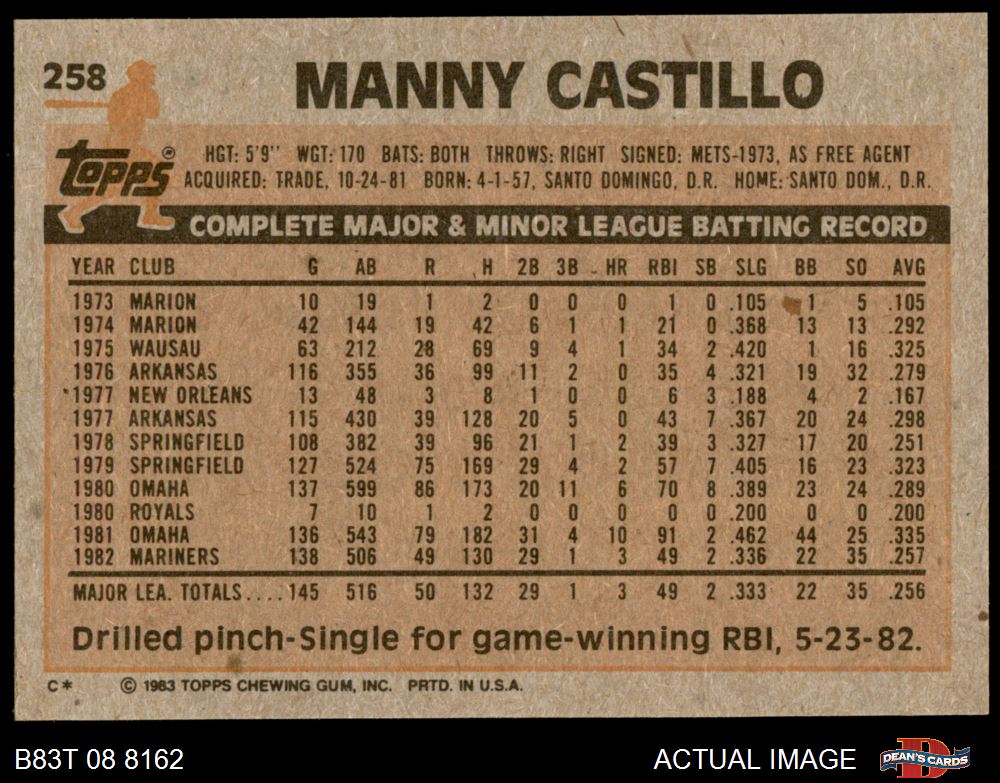 258
MANNY CASTILLO
Topps®
HGT: 5'9" WGT: 170 BATS: BOTH THROWS: RIGHT SIGNED: METS-1973, AS FREE AGENT
ACQUIRED: TRADE, 10-24-81 BORN: 4-1-57, SANTO DOMINGO, D.R. HOME: SANTO DOM., D.R.
COMPLETE MAJOR & MINOR LEAGUE BATTING RECORD
YEAR CLUB G AB R H 2B 3B HR RBI SB SLG BB SO AVG
1973 MARION 10 19 1 2 0 0 0 1 0 .105 1 5 .105
1974 MARION 42 144 19 42 6 1 1 21 0 .368 13 13 .292
1975 WAUSAU 63 212 28 69 9 4 1 34 2 .420 1 16 .325
1976 ARKANSAS 116 355 36 99 11 2 0 35 4 .321 19 32 .279
1977 NEW ORLEANS 13 48 3 8 1 0 0 6 3 .188 4 2 .167
1977 ARKANSAS 115 430 39 128 20 5 0 43 7 .367 20 24 .298
1978 SPRINGFIELD 108 382 39 96 21 1 2 39 3 .327 17 20 .251
1979 SPRINGFIELD 127 524 75 169 29 4 2 57 7 .405 16 23 .323
1980 OMAHA 137 599 86 173 20 11 6 70 8 .389 23 24 .289
1980 ROYALS 7 10 1 2 0 0 0 0 0 .200 0 0 .200
1981 OMAHA 136 543 79 182 31 4 10 91 2 .462 44 25 .335
1982 MARINERS 138 506 49 130 29 1 3 49 2 .336 22 35 .257
MAJOR LEA. TOTALS.... 145 516 50 132 29 1 3 49 2 .333 22 35 .256
Drilled pinch-Single for game-winning RBI, 5-23-82.
C* © 1983 TOPPS CHEWING GUM, INC. PRTD. IN U.S.A.
B83T 08 8162 ACTUAL IMAGE DEAN'S CARDS